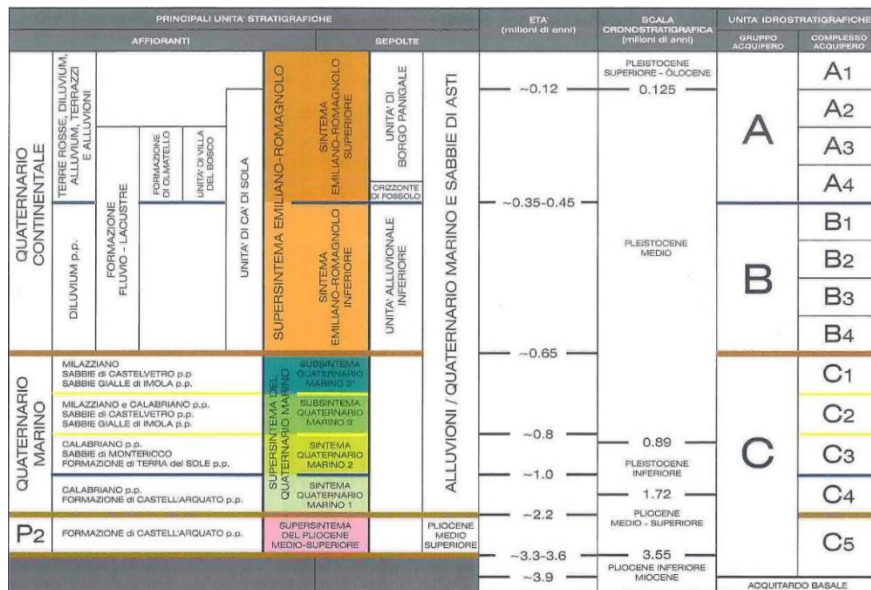 PRINCIPALI UNITA' STRATIGRAFICHE
AFFIORANTI
SEPOLTE
ETA'
(milioni di enni)
SCALA
CRONOSTRATIGRAFICA
(milioni di anni)
UNITA' IDROSTRATIGRAFICHE
GRUPPO
ACQUIFERO
COMPLESSO
ACQUIFERO
QUATERNARIO
CONTINENTALE
TERRE ROSSE, DILUVIUM,
ALLUVIUM, TERRAZZI
E ALLUVIONI
DILUVIUM p.p.
FORMAZIONE
FLUVIO - LACUSTRE
FORMAZIONE
DI OLMATELLO
UNITA' DI VILLA
DEL BOSCO
UNITA' DI CA' DI SOLA
SUPERSINTEMA EMILIANO-ROMAGNOLO
SINTEMA
EMILIANO-ROMAGNOLO
SUPERIORE
SINTEMA
EMILIANO-ROMAGNOLO
INFERIORE
UNITA' DI
BORGO PANIGALE
ORIZZONTE
DI FOSSOLO
UNITA' ALLUVIONALE
INFERIORE
ALLUVIONI / QUATERNARIO MARINO E SABBIE DI ASTI
QUATERNARIO
MARINO
MILAZZIANO
SABBIE di CASTELVETRO p.p
SABBIE GIALLE di IMOLA p.p.
MILAZZIANO e CALABRIANO p.p.
SABBIE di CASTELVETRO p.p.
SABBIE GIALLE di IMOLA p.p.
CALABRIANO p.p.
SABBIE di MONTERICCO
FORMAZIONE di TERRA del SOLE p.p.
CALABRIANO p.p.
FORMAZIONE di CASTELL'ARQUATO p.p.
SUPERSINTEMA DEL
QUATERNARIO MARINO
SUBSINTEMA
QUATERNARIO
MARINO
SUBSINTEMA
QUATERNARIO
MARINO
SINTEMA
QUATERNARIO
MARINO 2
SINTEMA
QUATERNARIO
MARINO 1
P2
FORMAZIONE di CASTELL'ARQUATO p.p.
SUPERSINTEMA
DEL PLIOCENE
MEDIO-SUPERIORE
PLIOCENE
MEDIO
SUPERIORE
~0.12
~0.35-0.45
~0.65
~0.8
~1.0
~2.2
~3.3-3.6
~3.9
PLEISTOCENE
SUPERIORE - OLOCENE
0.125
PLEISTOCENE
MEDIO
0.89
PLEISTOCENE
INFERIORE
1.72
PLIOCENE
MEDIO - SUPERIORE
3.55
PLIOCENE INFERIORE
MIOCENE
A
B
C
A1
A2
A3
A4
B1
B2
B3
B4
C1
C2
C3
C4
C5
ACQUITARDO BASALE